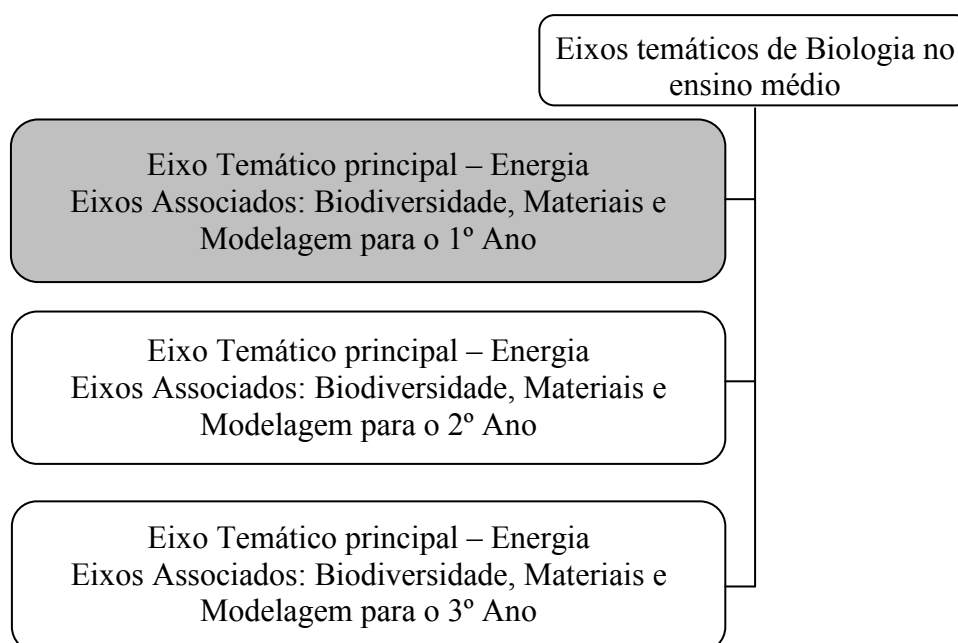 Eixos temáticos de Biologia no
ensino médio
Eixo Temático principal – Energia
Eixos Associados: Biodiversidade, Materiais e
Modelagem para o 1º Ano
Eixo Temático principal – Energia
Eixos Associados: Biodiversidade, Materiais e
Modelagem para o 2º Ano
Eixo Temático principal – Energia
Eixos Associados: Biodiversidade, Materiais e
Modelagem para o 3º Ano